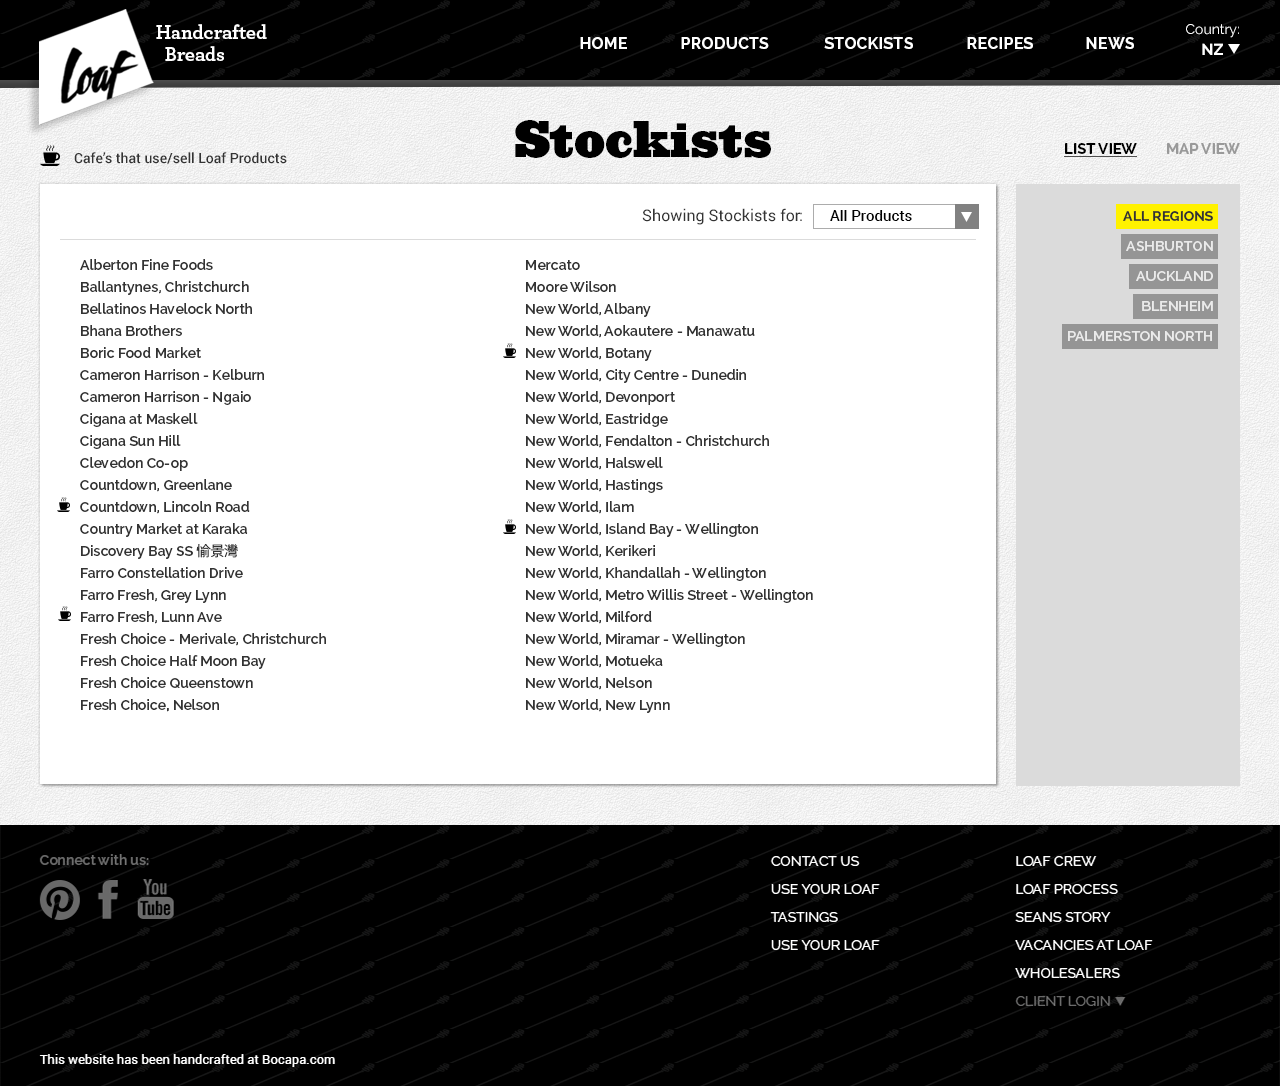 Loaf
Handcrafted
Breads
HOME PRODUCTS STOCKISTS RECIPES NEWS
Country:
NZ ▼
Cafe's that use/sell Loaf Products
Stockists
LIST VIEW MAP VIEW
Showing Stockists for: All Products ▼
Alberton Fine Foods
Ballantynes, Christchurch
Bellatinos Havelock North
Bhana Brothers
Boric Food Market
Cameron Harrison - Kelburn
Cameron Harrison - Ngaio
Cigana at Maskell
Cigana Sun Hill
Clevedon Co-op
Countdown, Greenlane
Countdown, Lincoln Road
Country Market at Karaka
Discovery Bay SS 愉景灣
Farro Constellation Drive
Farro Fresh, Grey Lynn
Farro Fresh, Lunn Ave
Fresh Choice - Merivale, Christchurch
Fresh Choice Half Moon Bay
Fresh Choice Queenstown
Fresh Choice, Nelson
Mercato
Moore Wilson
New World, Albany
New World, Aokautere - Manawatu
New World, Botany
New World, City Centre - Dunedin
New World, Devonport
New World, Eastridge
New World, Fendalton - Christchurch
New World, Halswell
New World, Hastings
New World, Ilam
New World, Island Bay - Wellington
New World, Kerikeri
New World, Khandallah - Wellington
New World, Metro Willis Street - Wellington
New World, Milford
New World, Miramar - Wellington
New World, Motueka
New World, Nelson
New World, New Lynn
ALL REGIONS
ASHBURTON
AUCKLAND
BLENHEIM
PALMERSTON NORTH
Connect with us:
You
Tube
CONTACT US
USE YOUR LOAF
TASTINGS
USE YOUR LOAF
LOAF CREW
LOAF PROCESS
SEANS STORY
VACANCIES AT LOAF
WHOLESALERS
CLIENT LOGIN ▼
This website has been handcrafted at Bocapa.com